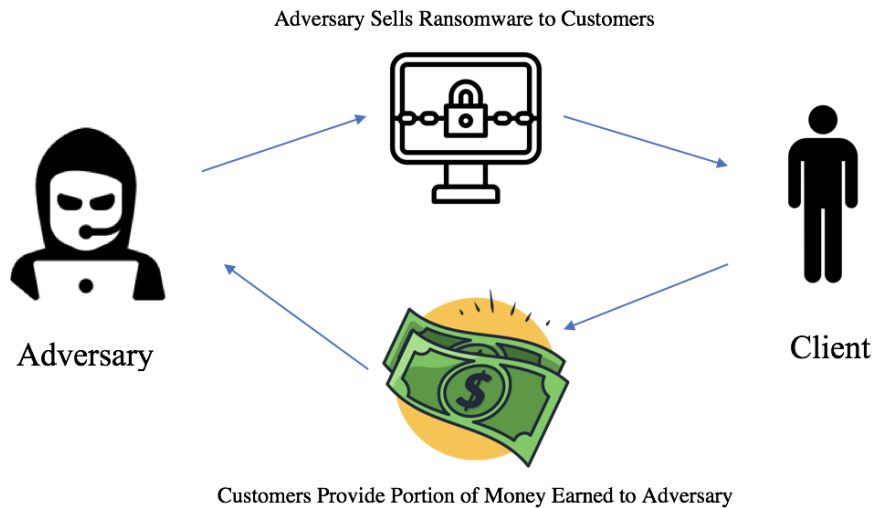 Adversary Sells Ransomware to Customers
Adversary
Client
Customers Provide Portion of Money Earned to Adversary